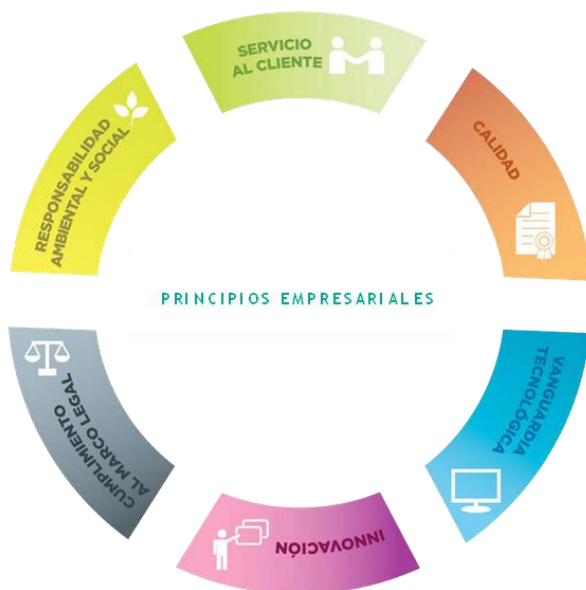 SERVICIO
AL CLIENTE
CALIDAD
VANGUARDIA
TECNOLÓGICA
INNOVACIÓN
CUMPLIMIENTO
AL MARCO LEGAL
RESPONSABILIDAD
AMBIENTAL Y SOCIAL
PRINCIPIOS EMPRESARIALES